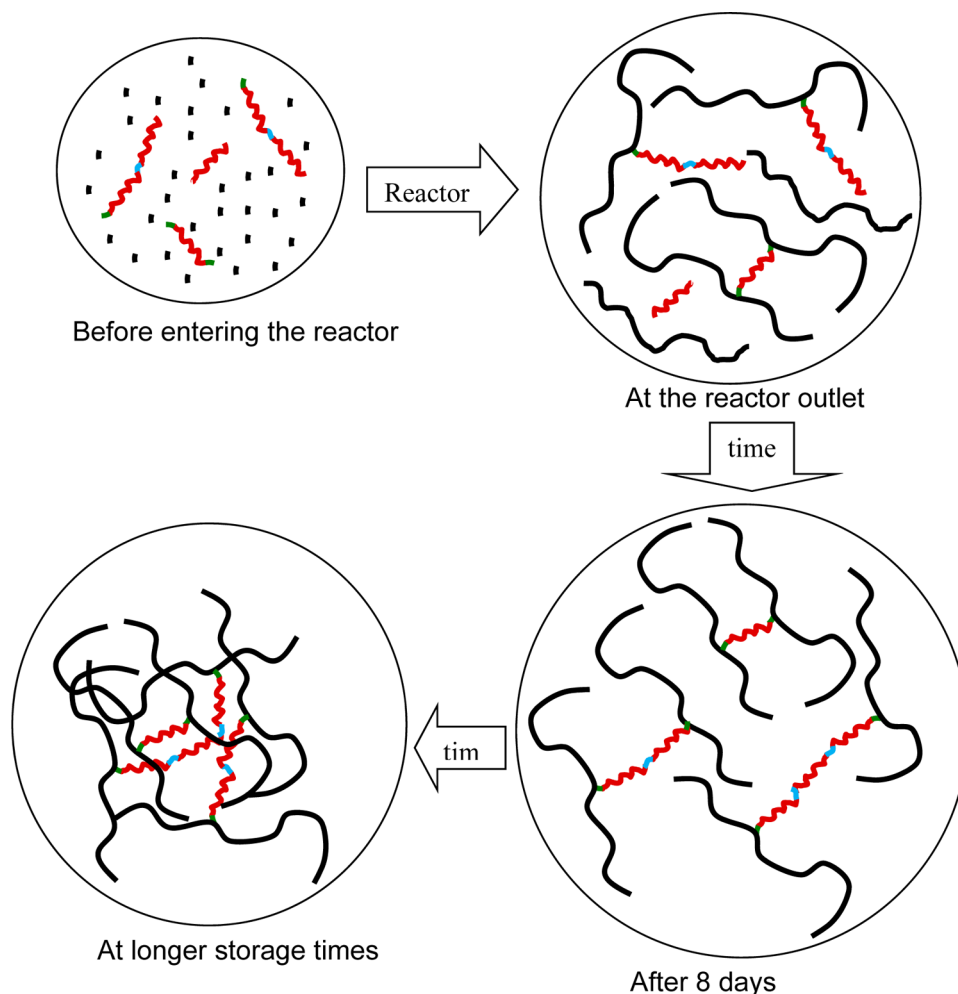 Reactor
Before entering the reactor
At the reactor outlet
time
tim
At longer storage times
After 8 days